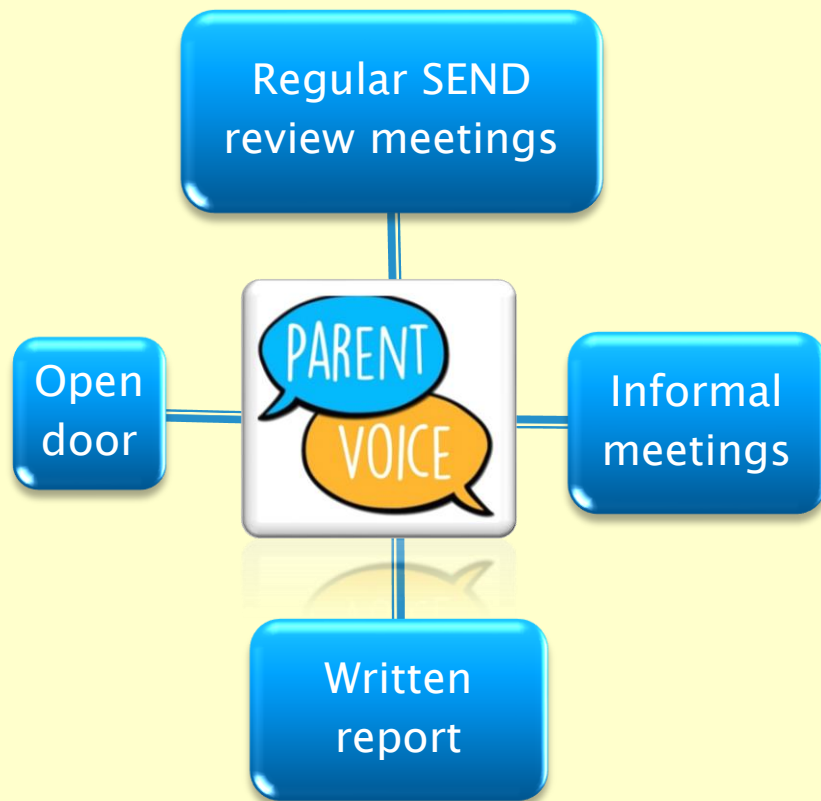 Regular SEND
review meetings
PARENT
VOICE
Open
door
Informal
meetings
Written
report